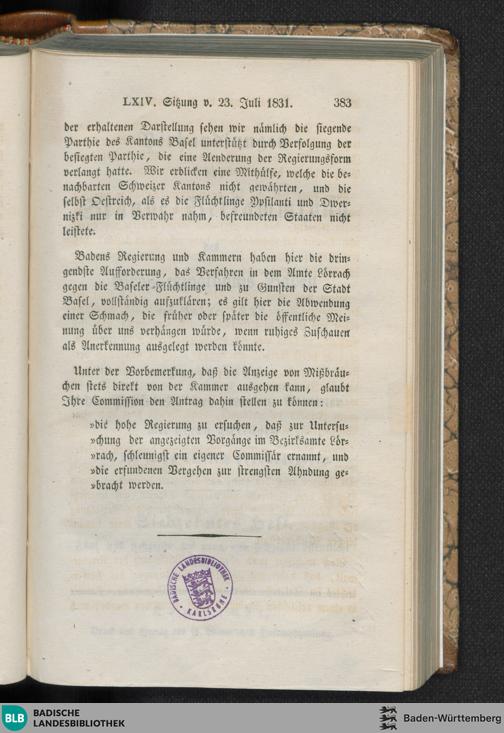 LXIV. Sitzung v. 23. Juli 1831. 383
der erhaltenen Darstellung sehen wir nämlich die siegende
Parthie des Kantons Basel unterstützt durch Verfolgung der
besiegten Parthie, die eine Aenderung der Regierungsform
verlangt hatte. Wir erblicken eine Mithülfe, welche die be-
nachbarten Schweizer Kantons nicht gewährten, und die
selbst Oestreich, als es die Flüchtlinge Ypsilanti und Dwer-
nizki nur in Verwahr nahm, befreundeten Staaten nicht
leistete.
Badens Regierung und Kammern haben hier die drin-
gendste Aufforderung, das Verfahren in dem Amte Lörrach
gegen die Baseler-Flüchtlinge und zu Gunsten der Stadt
Basel, vollständig aufzuklären; es gilt hier die Abwendung
einer Schmach, die früher oder später die öffentliche Mei-
nung über uns verhängen würde, wenn ruhiges Zuschauen
als Anerkennung ausgelegt werden könnte.
Unter der Vorbemerkung, daß die Anzeige von Mißbräu-
chen stets direkt von der Kammer ausgehen kann, glaubt
Ihre Commission den Antrag dahin stellen zu können:
»die hohe Regierung zu ersuchen, daß zur Untersu-
»chung der angezeigten Vorgänge im Bezirksamte Lör-
»rach, schleunigst ein eigener Commissär ernannt, und
»die erfundenen Vergehen zur strengsten Ahndung ge-
»bracht werden.
BADISCHE LANDESBIBLIOTHEK
KARLSRUHE
BLB BADISCHE
LANDESBIBLIOTHEK
Baden-Württemberg